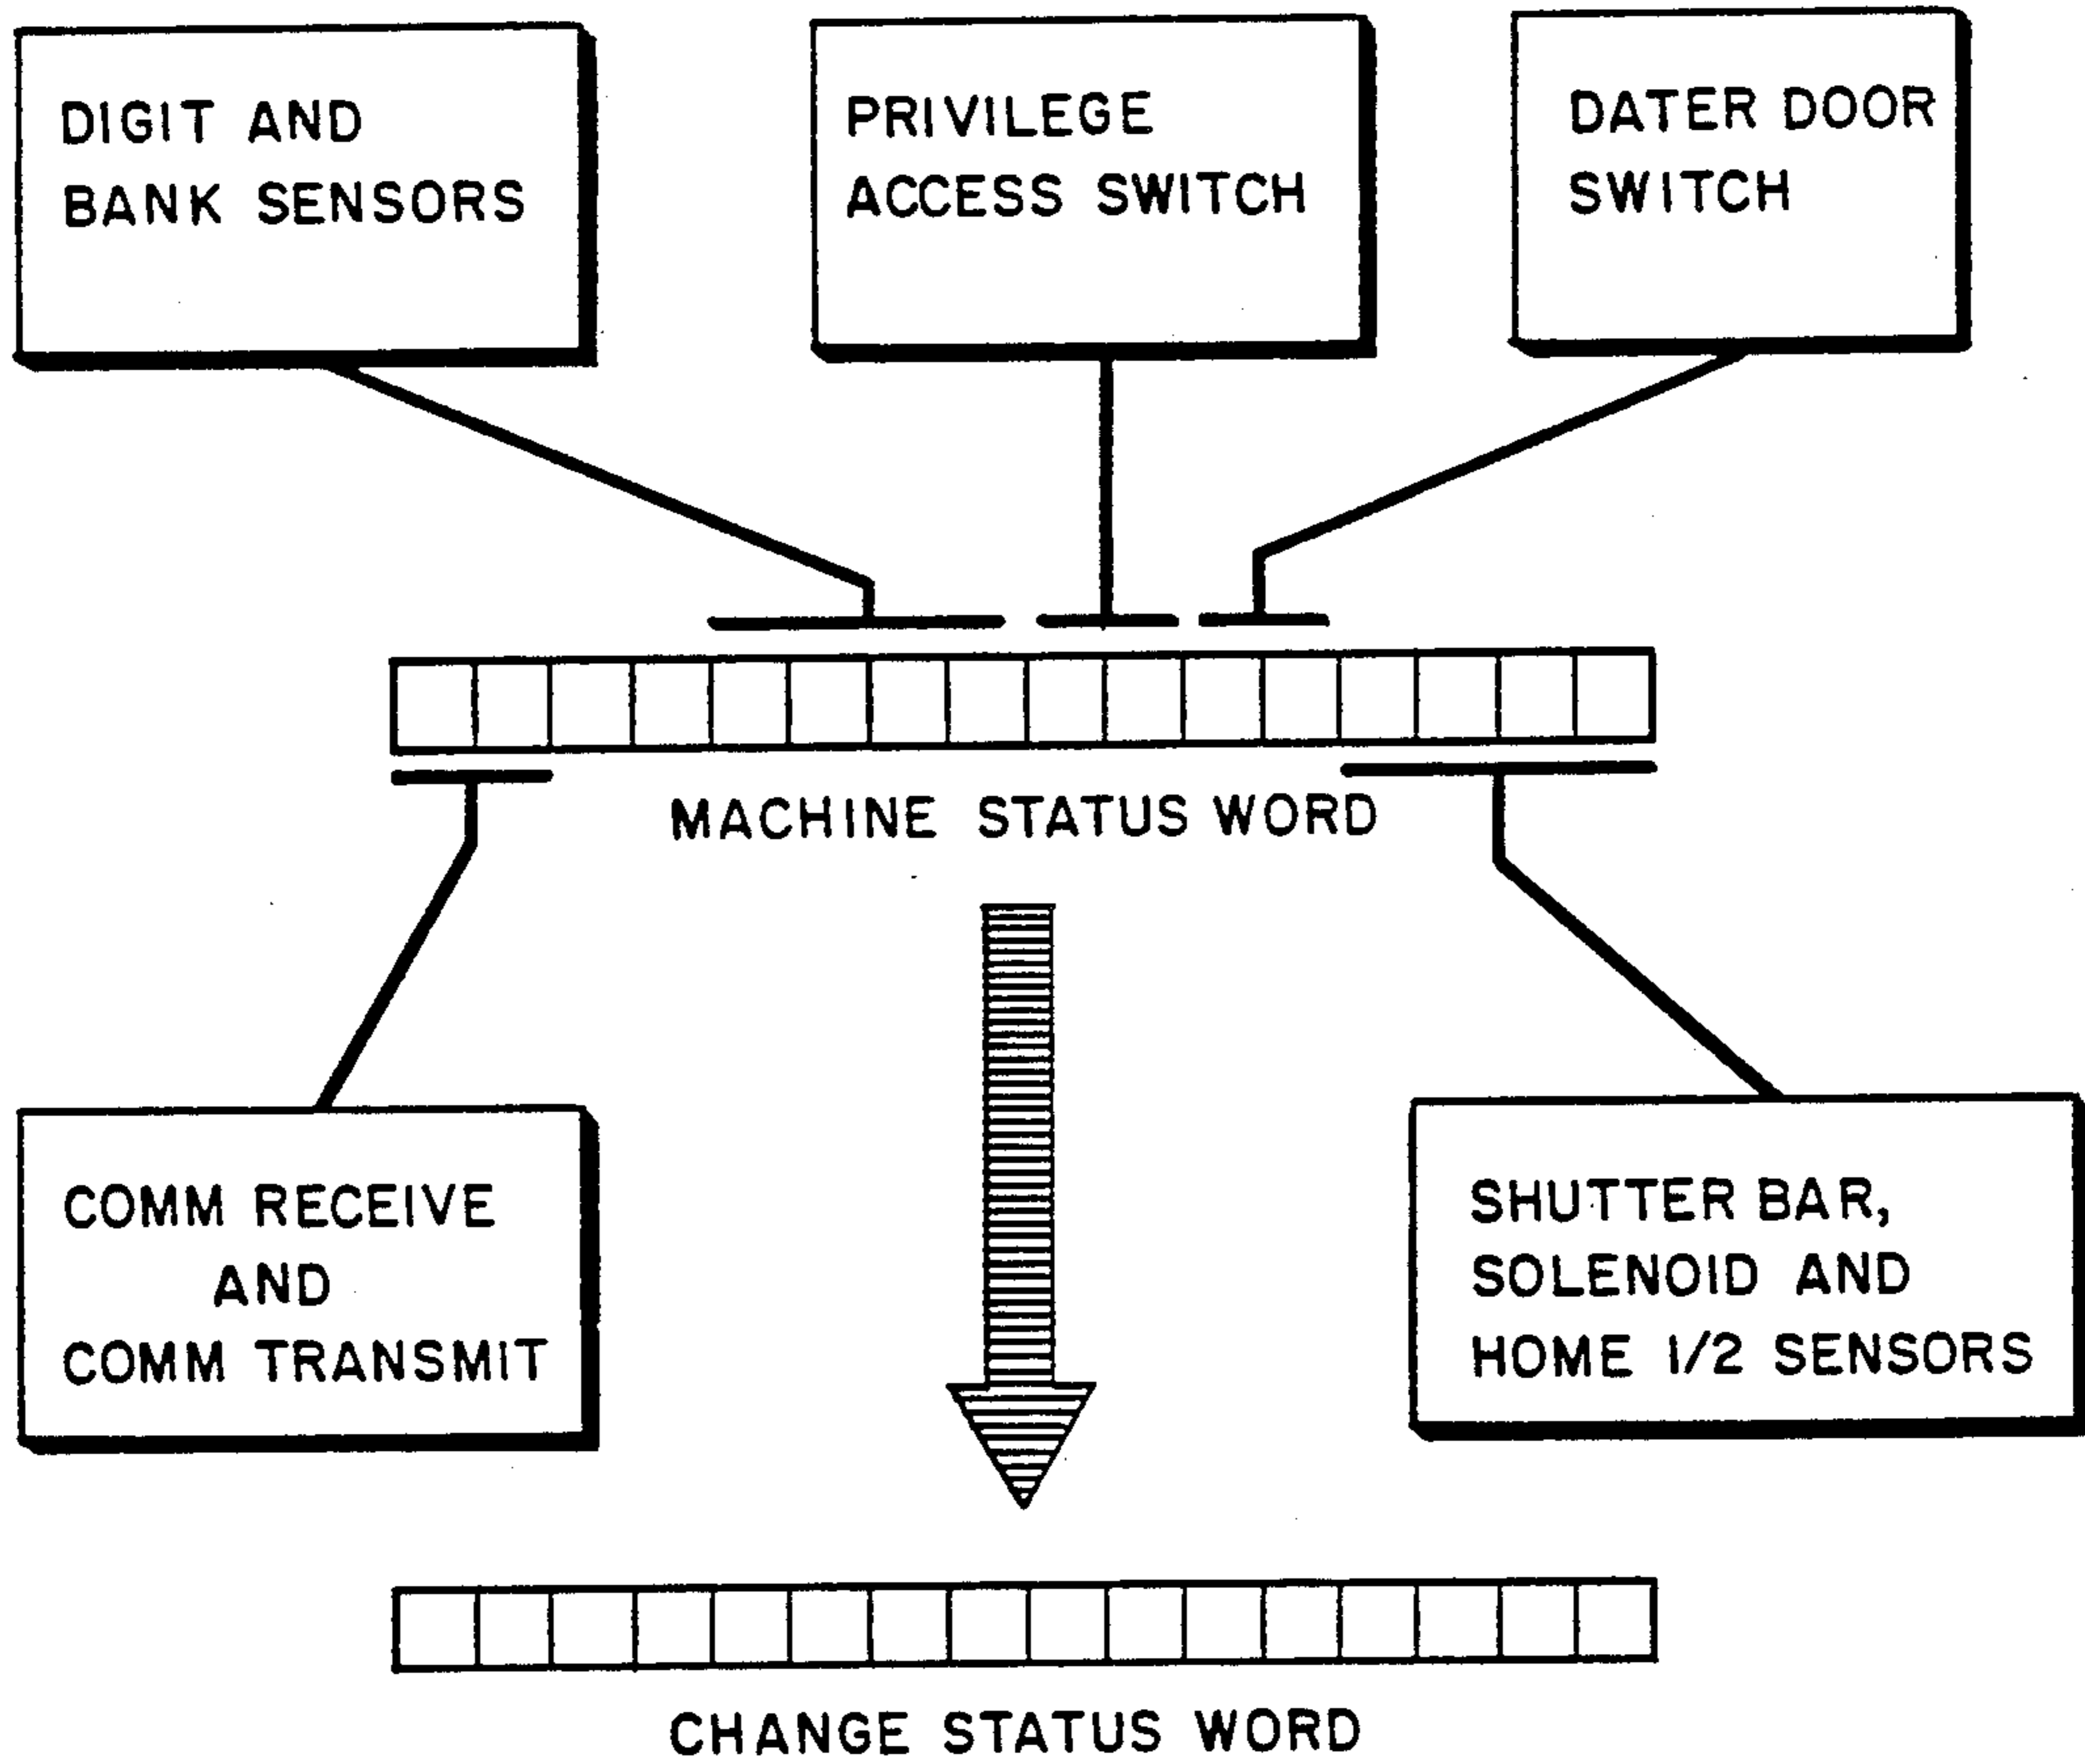 DIGIT AND
BANK SENSORS
PRIVILEGE
ACCESS SWITCH
DATER DOOR
SWITCH
MACHINE STATUS WORD
COMM RECEIVE
AND
COMM TRANSMIT
SHUTTER BAR,
SOLENOID AND
HOME 1/2 SENSORS
CHANGE STATUS WORD